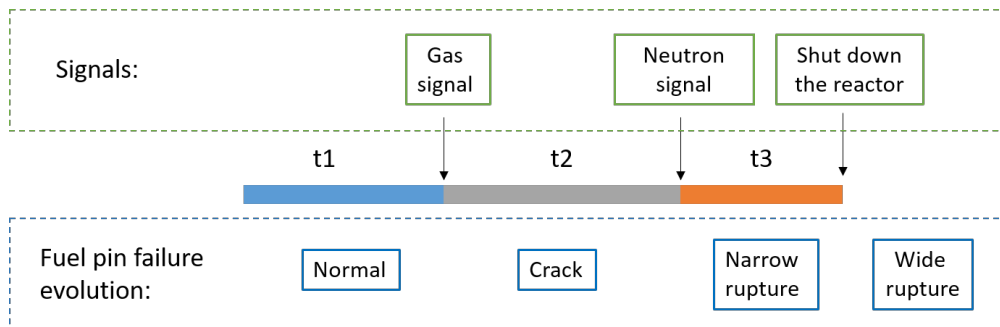 Signals:
Gas
signal
Neutron
signal
Shut down
the reactor
t1
t2
t3
Fuel pin failure
evolution:
Normal
Crack
Narrow
rupture
Wide
rupture